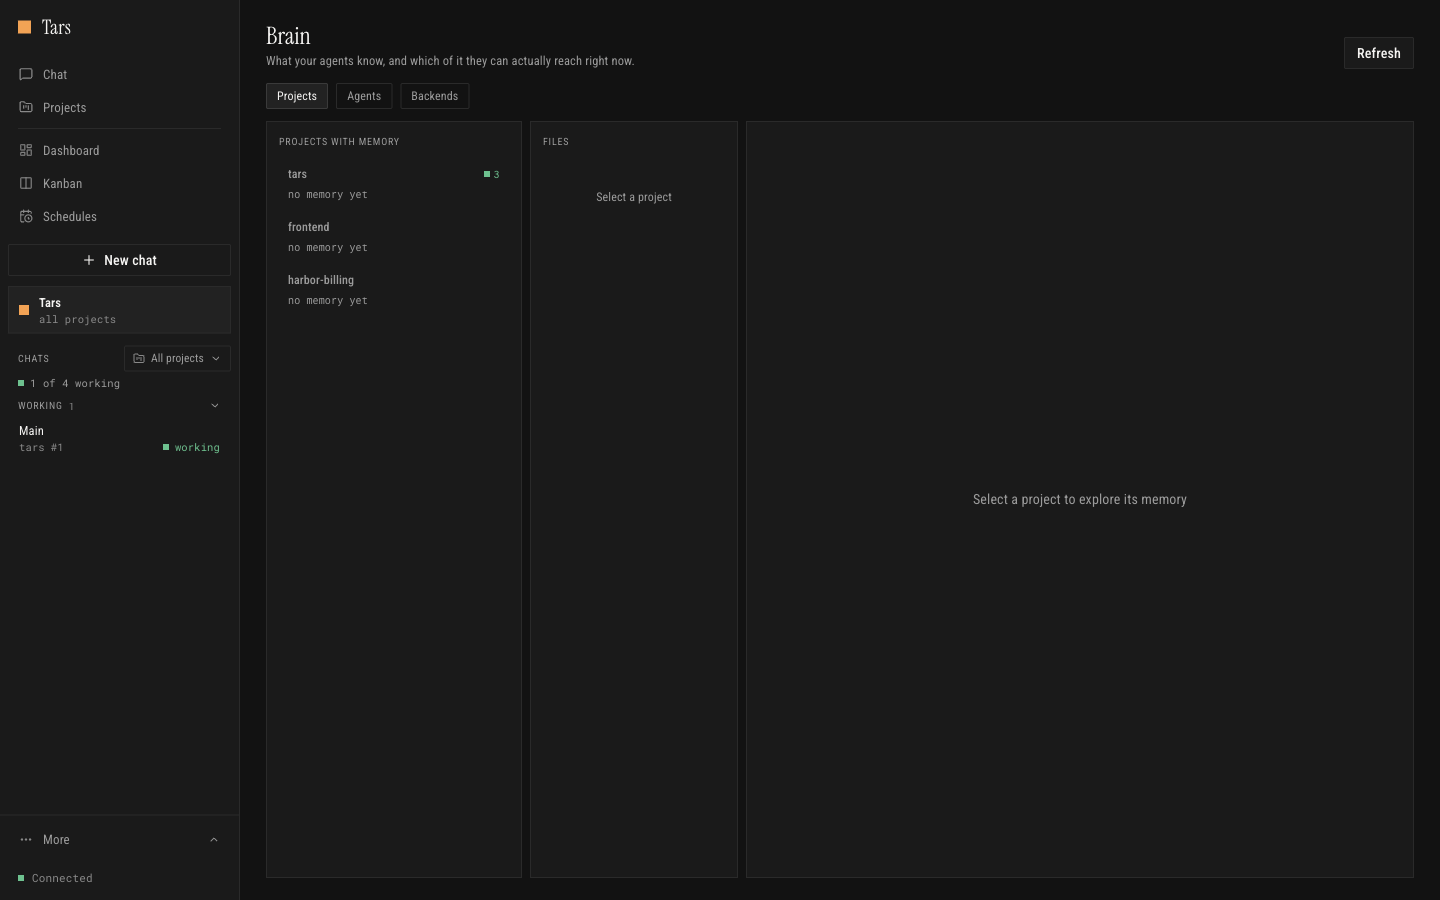 Tars
Chat
Projects
Dashboard
Kanban
Schedules
New chat
Tars
all projects
CHATS
All projects
1 of 4 working
WORKING 1
Main
tars #1
working
More
Connected
Brain
What your agents know, and which of it they can actually reach right now.
Refresh
Projects
Agents
Backends
PROJECTS WITH MEMORY
tars
3
no memory yet
frontend
no memory yet
harbor-billing
no memory yet
FILES
Select a project
Select a project to explore its memory